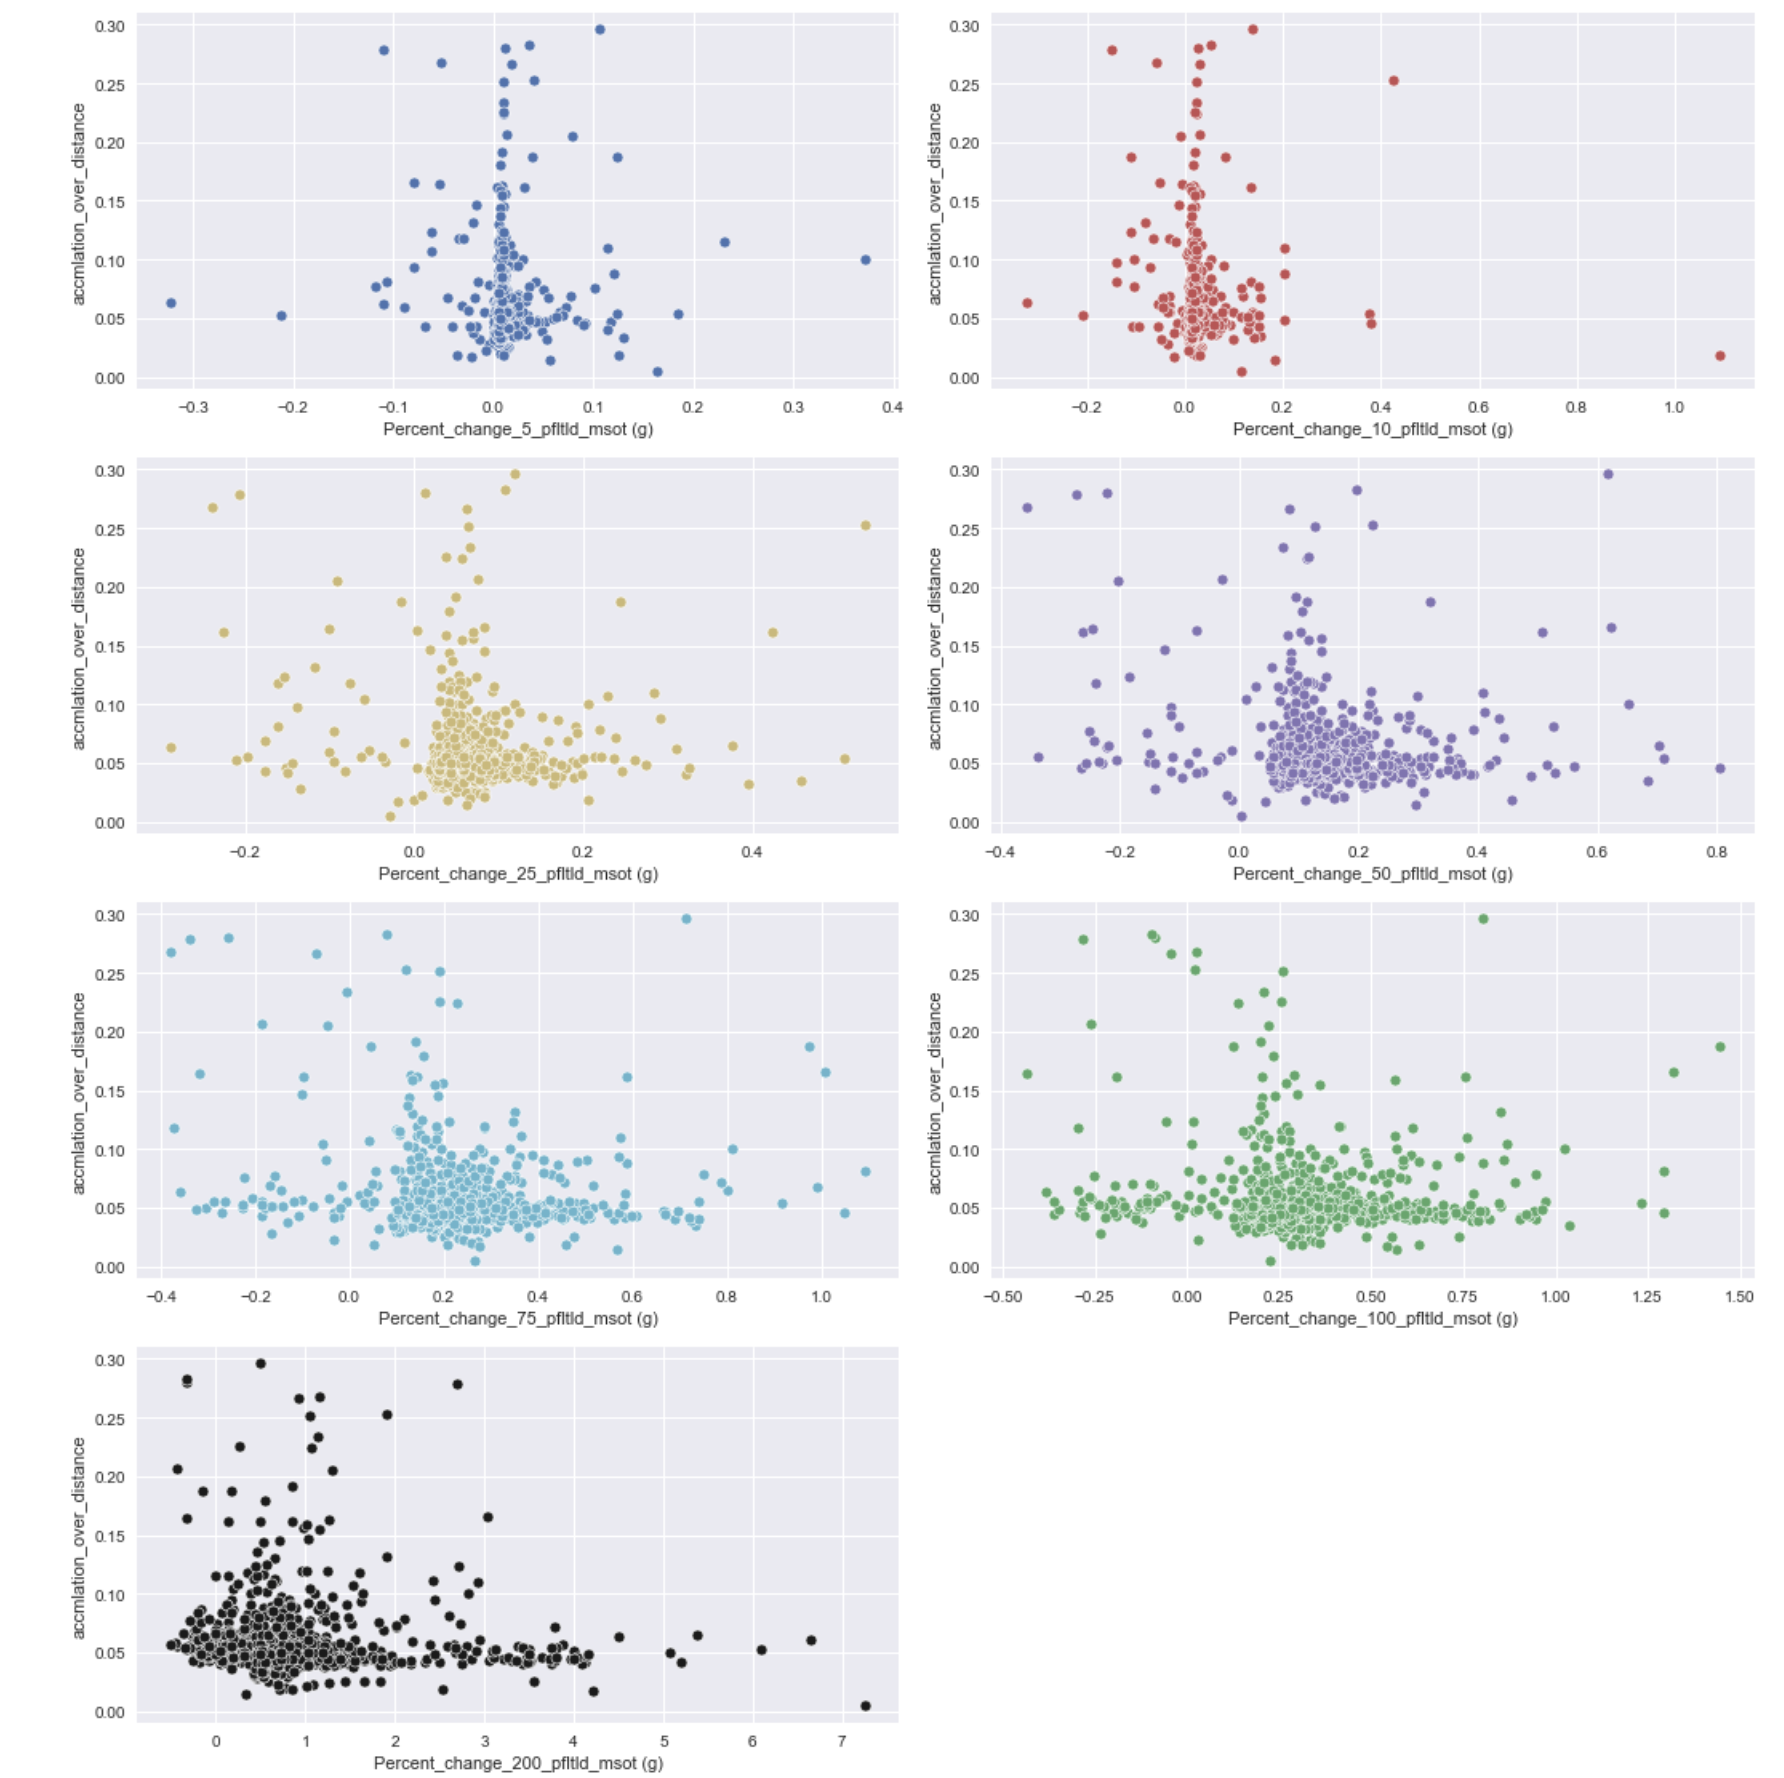 0.30
0.25
0.20
0.15
0.10
0.05
0.00
accmlation_over_distance
−0.3 −0.2 −0.1 0.0 0.1 0.2 0.3 0.4
Percent_change_5_pfltld_msot (g)
0.30
0.25
0.20
0.15
0.10
0.05
0.00
accmlation_over_distance
−0.2 0.0 0.2 0.4 0.6 0.8 1.0
Percent_change_10_pfltld_msot (g)
0.30
0.25
0.20
0.15
0.10
0.05
0.00
accmlation_over_distance
−0.2 0.0 0.2 0.4
Percent_change_25_pfltld_msot (g)
0.30
0.25
0.20
0.15
0.10
0.05
0.00
accmlation_over_distance
−0.4 −0.2 0.0 0.2 0.4 0.6 0.8
Percent_change_50_pfltld_msot (g)
0.30
0.25
0.20
0.15
0.10
0.05
0.00
accmlation_over_distance
−0.4 −0.2 0.0 0.2 0.4 0.6 0.8 1.0
Percent_change_75_pfltld_msot (g)
0.30
0.25
0.20
0.15
0.10
0.05
0.00
accmlation_over_distance
−0.50 −0.25 0.00 0.25 0.50 0.75 1.00 1.25 1.50
Percent_change_100_pfltld_msot (g)
0.30
0.25
0.20
0.15
0.10
0.05
0.00
accmlation_over_distance
0 1 2 3 4 5 6 7
Percent_change_200_pfltld_msot (g)